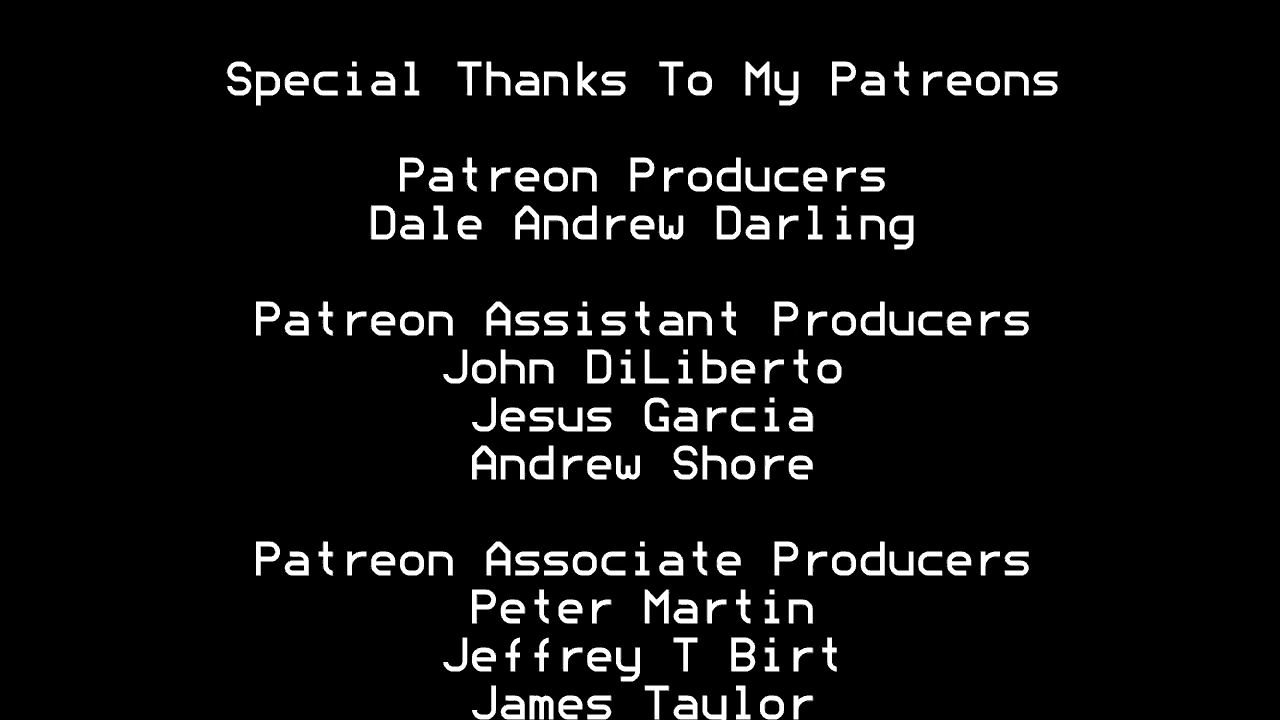 Special Thanks To My Patreons
Patreon Producers
Dale Andrew Darling
Patreon Assistant Producers
John DiLiberto
Jesus Garcia
Andrew Shore
Patreon Associate Producers
Peter Martin
Jeffrey T Birt
James Taylor